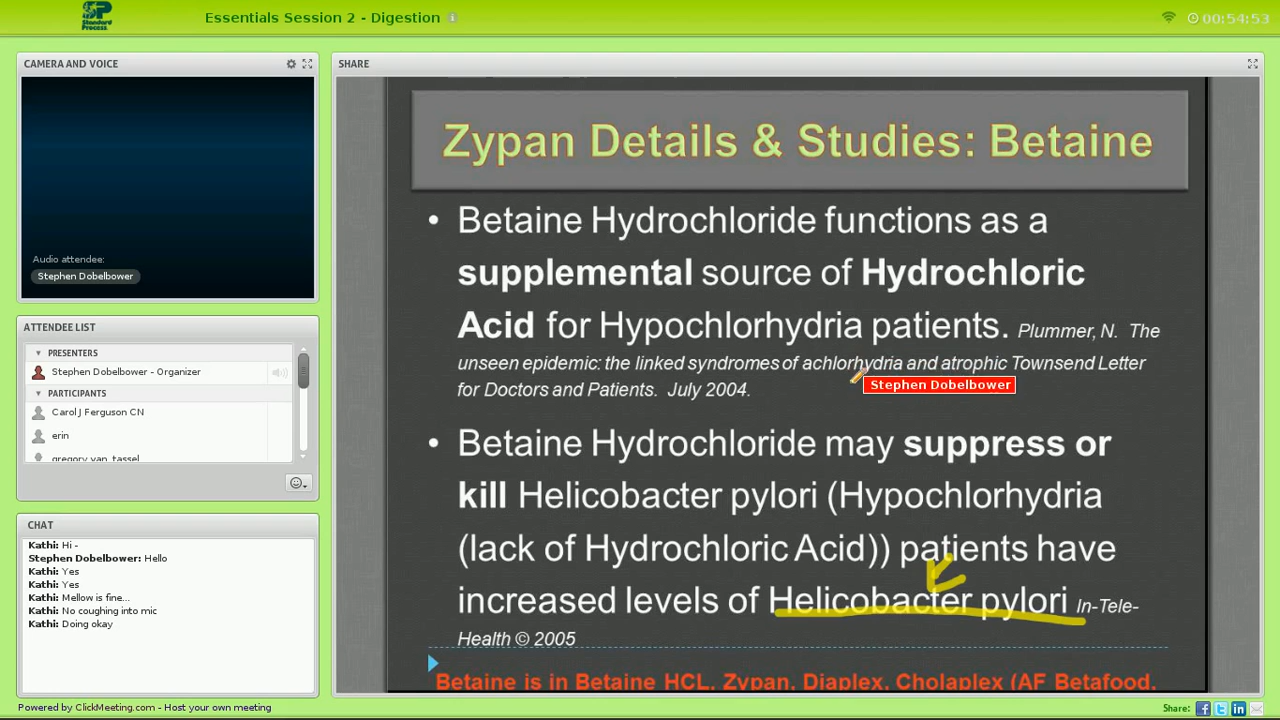 Standard
Process
Essentials Session 2 - Digestion
00:54:53
CAMERA AND VOICE
Audio attendee:
Stephen Dobelbower
ATTENDEE LIST
PRESENTERS
Stephen Dobelbower - Organizer
PARTICIPANTS
Carol J Ferguson CN
erin
gregory van_tassel
CHAT
Kathi: Hi -
Stephen Dobelbower: Hello
Kathi: Yes
Kathi: Yes
Kathi: Mellow is fine...
Kathi: No coughing into mic
Kathi: Doing okay
SHARE
Zypan Details & Studies: Betaine
• Betaine Hydrochloride functions as a
supplemental source of Hydrochloric
Acid for Hypochlorhydria patients. Plummer, N. The
unseen epidemic: the linked syndromes of achlorhydria and atrophic Townsend Letter
for Doctors and Patients. July 2004.
Stephen Dobelbower
• Betaine Hydrochloride may suppress or
kill Helicobacter pylori (Hypochlorhydria
(lack of Hydrochloric Acid)) patients have
increased levels of Helicobacter pylori In-Tele-
Health © 2005
Betaine is in Betaine HCL, Zypan, Diaplex, Cholaplex (AF Betafood,
Powered by ClickMeeting.com - Host your own meeting
Share: